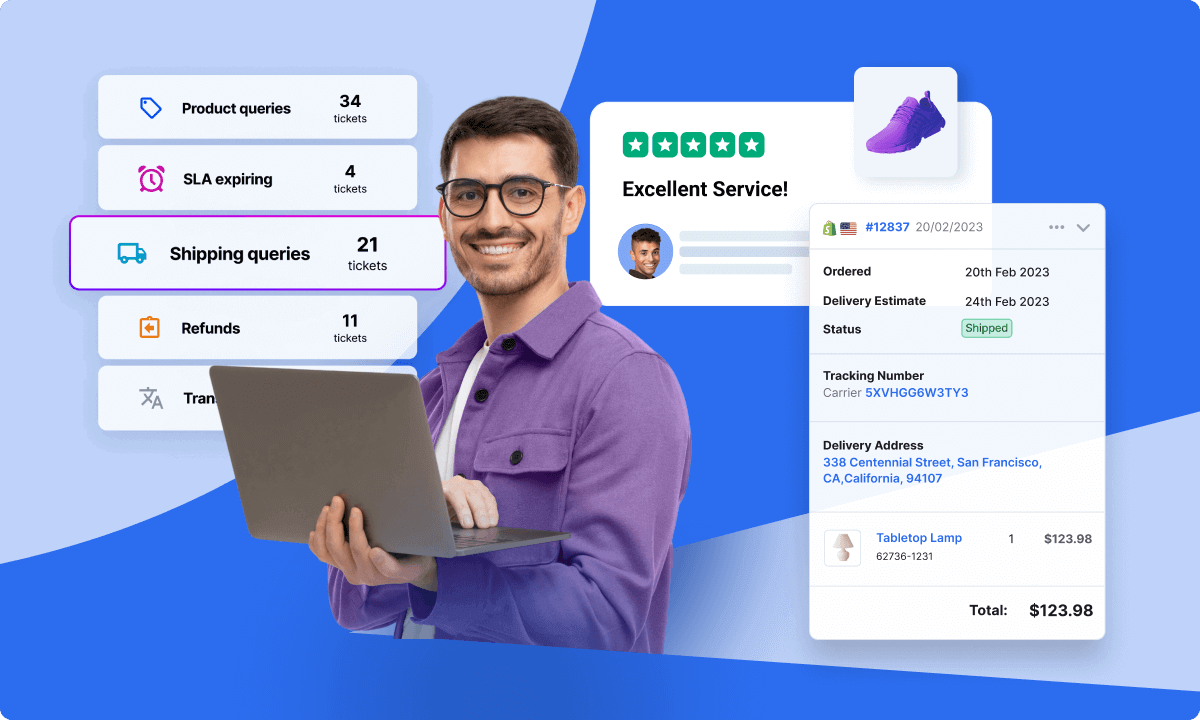 Product queries
34
tickets
SLA expiring
4
tickets
Shipping queries
21
tickets
Refunds
11
tickets
Excellent Service!
#12837 20/02/2023
Ordered 20th Feb 2023
Delivery Estimate 24th Feb 2023
Status Shipped
Tracking Number
Carrier 5XVHGG6W3TY3
Delivery Address
338 Centennial Street, San Francisco,
CA,California, 94107
Tabletop Lamp 1 $123.98
62736-1231
Total: $123.98